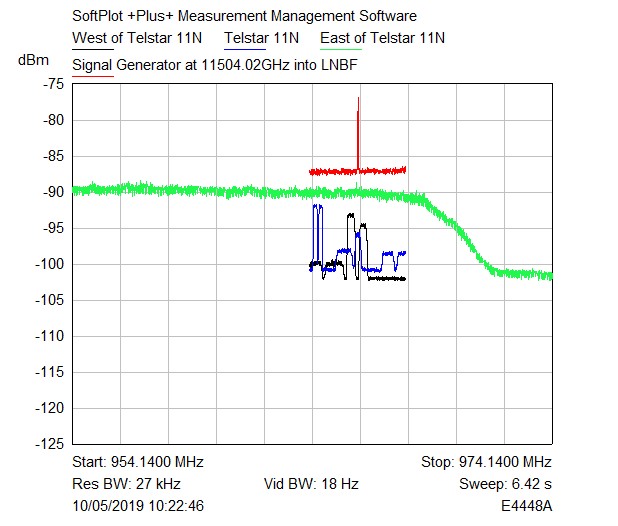 SoftPlot +Plus+ Measurement Management Software
West of Telstar 11N Telstar 11N East of Telstar 11N
dBm
Signal Generator at 11504.02GHz into LNBF
-75
-80
-85
-90
-95
-100
-105
-110
-115
-120
-125
Start: 954.1400 MHz Stop: 974.1400 MHz
Res BW: 27 kHz Vid BW: 18 Hz Sweep: 6.42 s
10/05/2019 10:22:46 E4448A